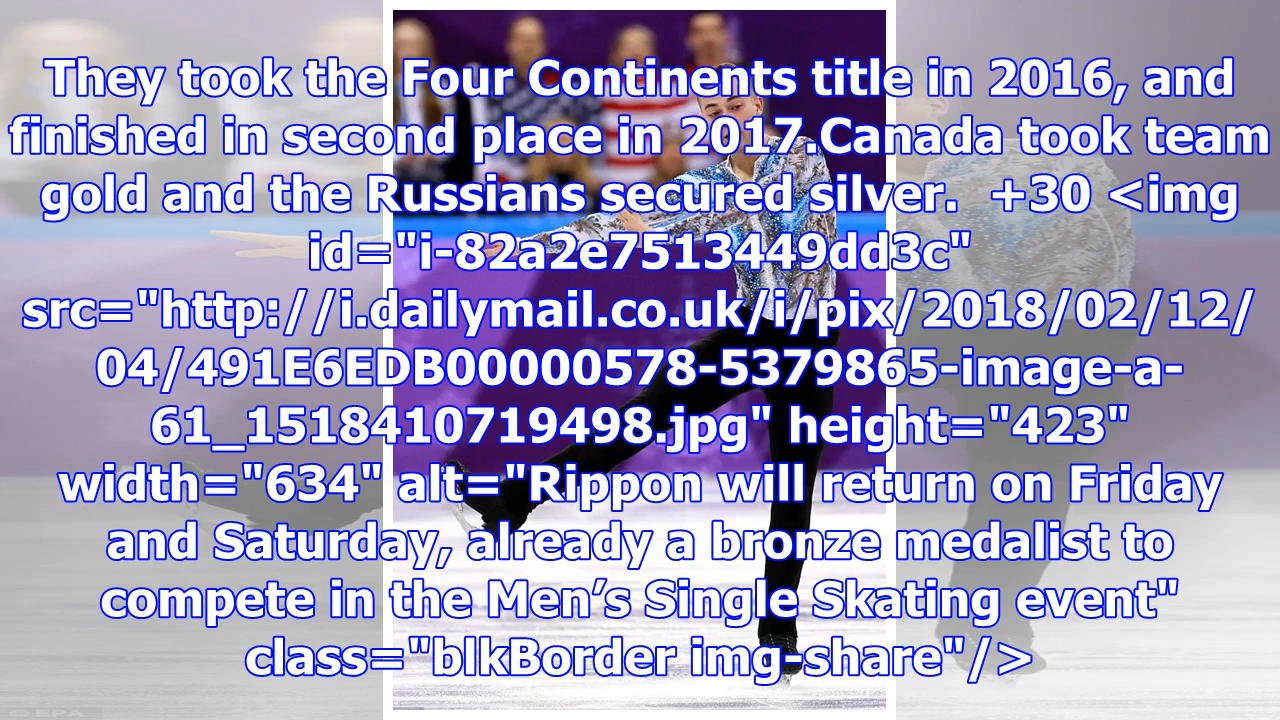 They took the Four Continents title in 2016, and
finished in second place in 2017.Canada took team
gold and the Russians secured silver.  +30 <img
id="i-82a2e7513449dd3c"
src="http://i.dailymail.co.uk/i/pix/2018/02/12/
04/491E6EDB00000578-5379865-image-a-
61_1518410719498.jpg" height="423"
width="634" alt="Rippon will return on Friday
and Saturday, already a bronze medalist to
compete in the Men’s Single Skating event"
class="blkBorder img-share"/>
© EPA